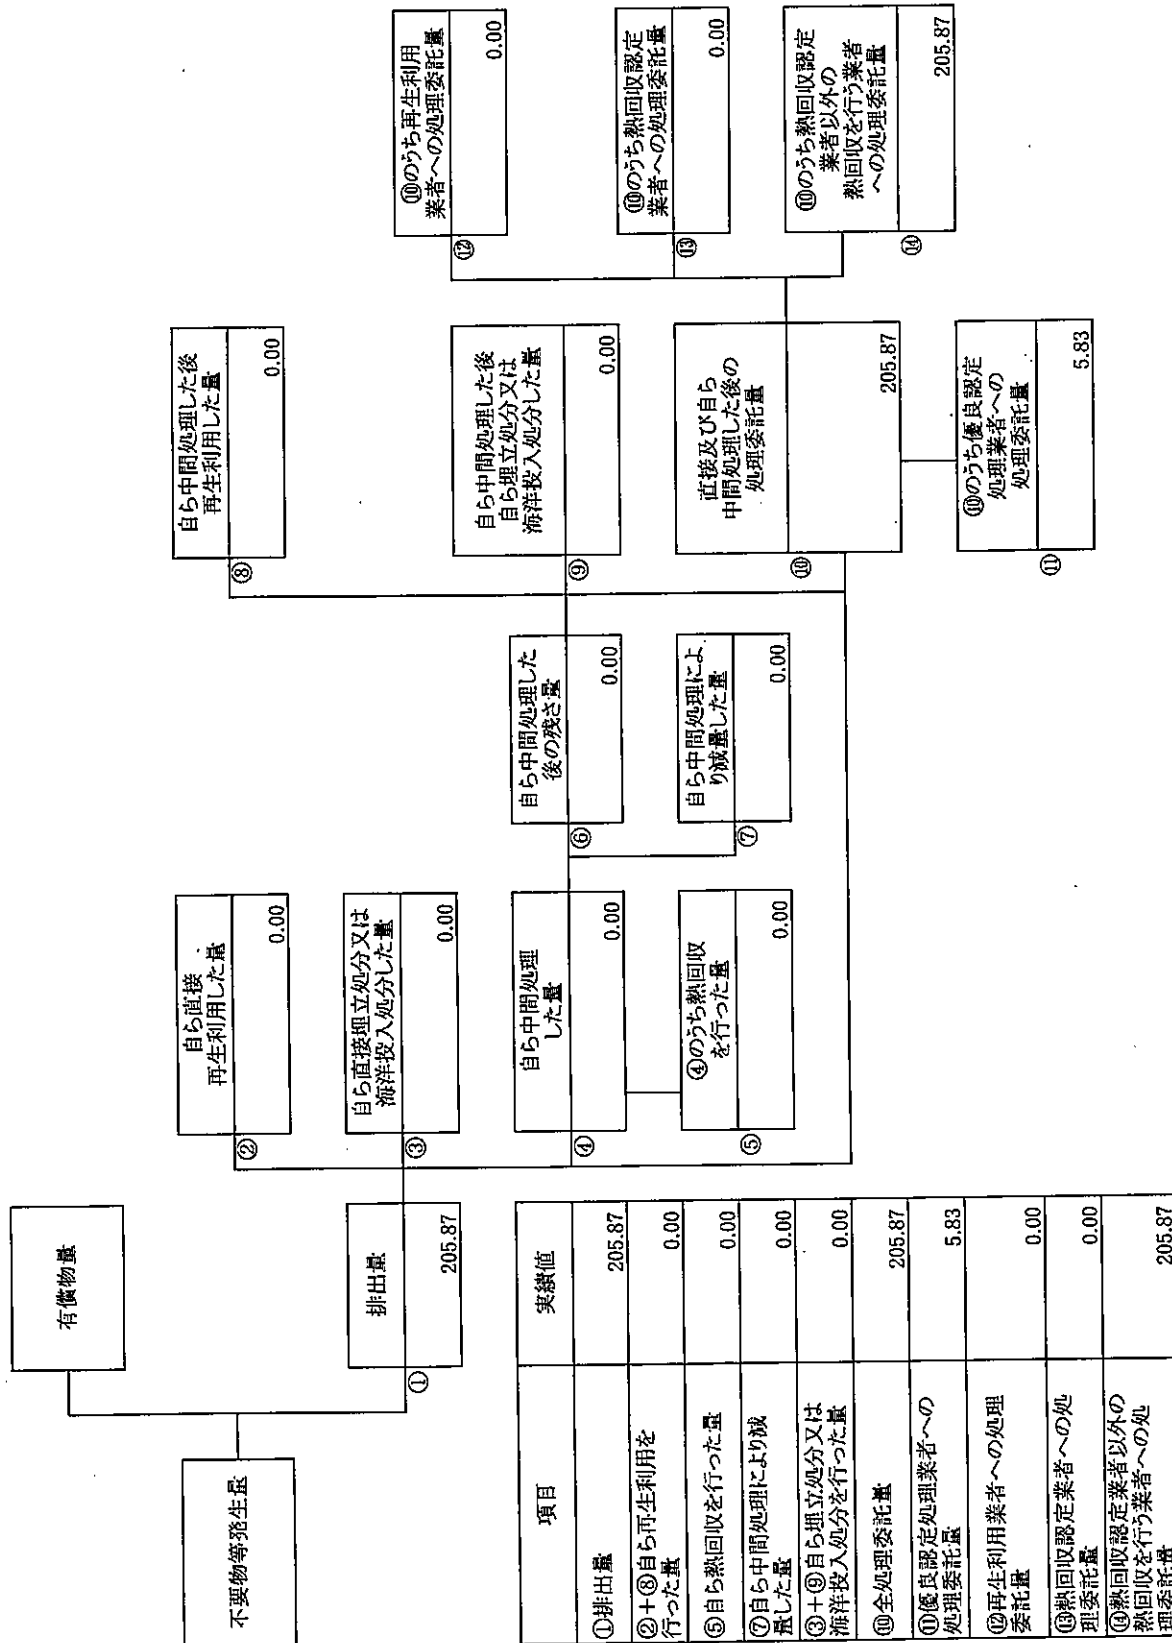 不要物等発生量
有償物量
排出量
①
205.87
自ら直接
再生利用した量
②
0.00
自ら直接埋立処分又は
海洋投入処分した量
③
0.00
自ら中間処理
した量
④
0.00
④のうち熱回収
を行った量
⑤
0.00
自ら中間処理した
後の残さ量
⑥
0.00
自ら中間処理によ
り減量した量
⑦
0.00
自ら中間処理した後
再生利用した量
⑧
0.00
自ら中間処理した後
自ら埋立処分又は
海洋投入処分した量
⑨
0.00
直接及び自ら
中間処理した後の
処理委託量
⑩
205.87
⑩のうち優良認定
処理業者への
処理委託量
⑪
5.83
⑩のうち再生利用
業者への処理委託量
⑫
0.00
⑩のうち熱回収認定
業者への処理委託量
⑬
0.00
⑩のうち熱回収認定
業者以外の
熱回収を行う業者
への処理委託量
⑭
205.87
項目 実績値
①排出量 205.87
②+⑧自ら再生利用を
行った量 0.00
⑤自ら熱回収を行った量 0.00
⑦自ら中間処理により減
量した量 0.00
③+⑨自ら埋立処分又は
海洋投入処分を行った量 0.00
⑩全処理委託量 205.87
⑪優良認定処理業者への
処理委託量 5.83
⑫再生利用業者への処理
委託量 0.00
⑬熱回収認定業者への処
理委託量 0.00
⑭熱回収認定業者以外の
熱回収を行う業者への処
理委託量 205.87